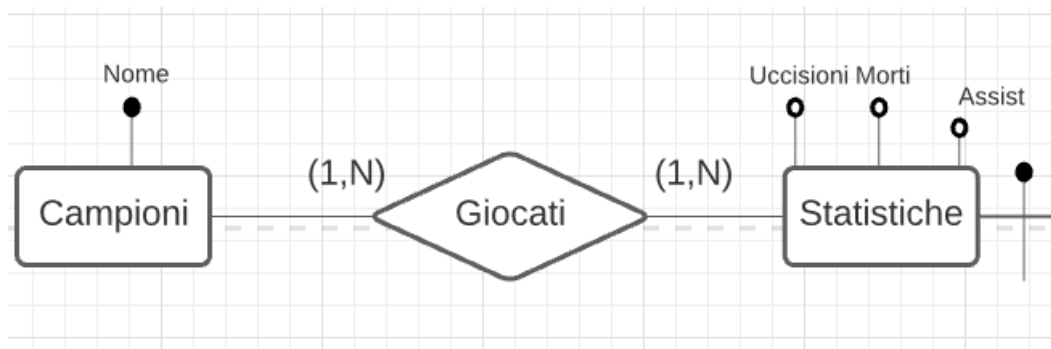 Nome
Uccisioni Morti
Assist
(1,N)
(1,N)
Campioni
Giocati
Statistiche